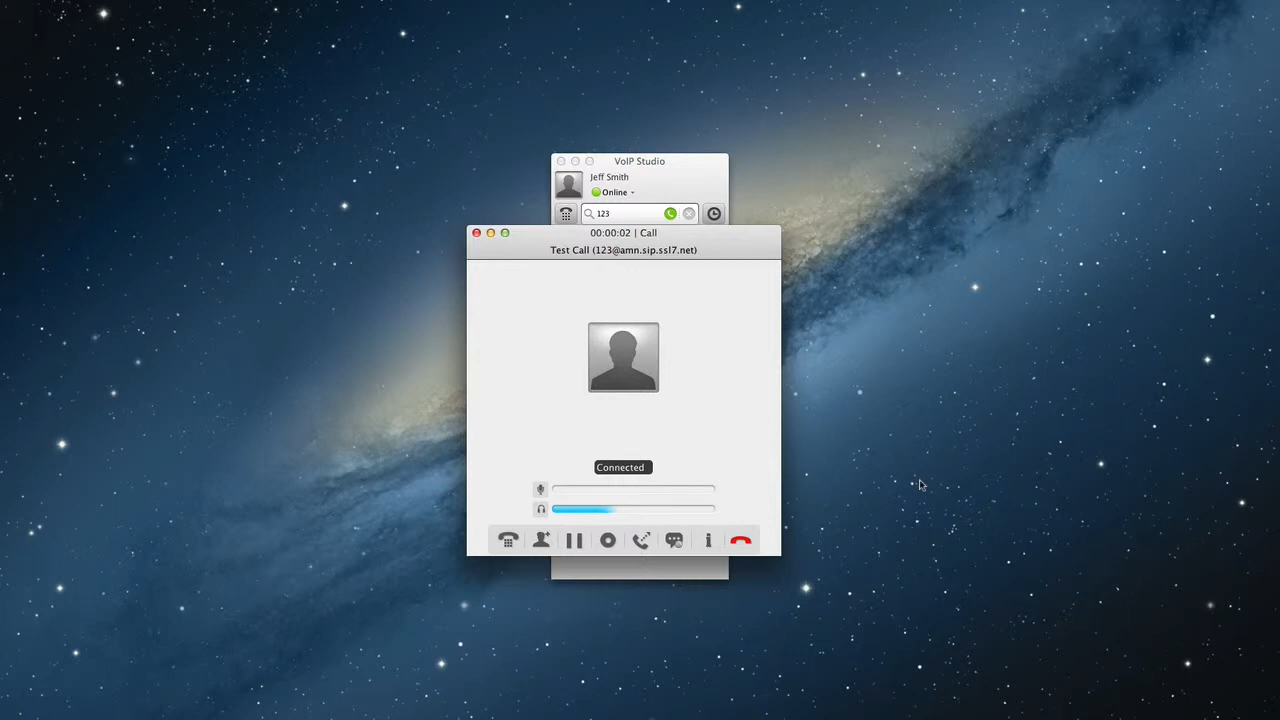 VoIP Studio
Jeff Smith
Online
123
00:00:02 | Call
Test Call (123@amn.sip.ssl7.net)
Connected